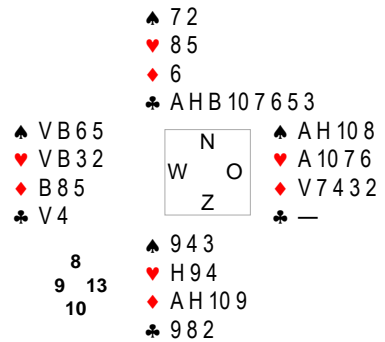 ♠ 7 2
♥ 8 5
♦ 6
♣ A H B 10 7 6 5 3
♠ V B 6 5
♥ V B 3 2
♦ B 8 5
♣ V 4
N
W O
Z
♠ A H 10 8
♥ A 10 7 6
♦ V 7 4 3 2
♣ —
8
9 13
10
♠ 9 4 3
♥ H 9 4
♦ A H 10 9
♣ 9 8 2